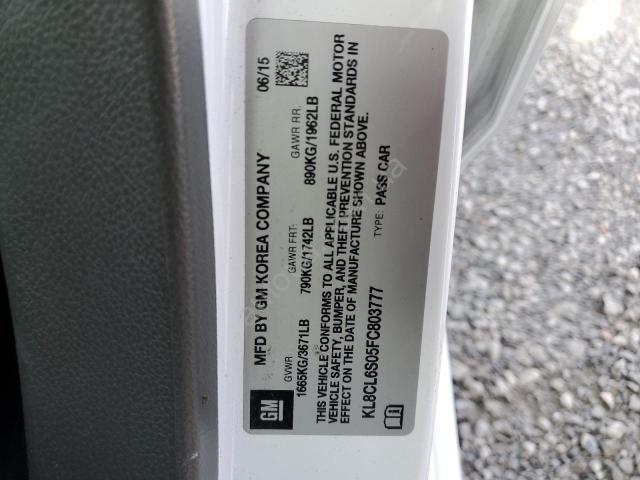 GM
MFD BY GM KOREA COMPANY
06/15
GVWR
GAWR FRT.
GAWR RR.
1665KG/3671LB
790KG/1742LB
890KG/1962LB
THIS VEHICLE CONFORMS TO ALL APPLICABLE U.S. FEDERAL MOTOR
VEHICLE SAFETY, BUMPER, AND THEFT PREVENTION STANDARDS IN
EFFECT ON THE DATE OF MANUFACTURE SHOWN ABOVE.
TYPE: PASS CAR
KL8CL6S05FC803777